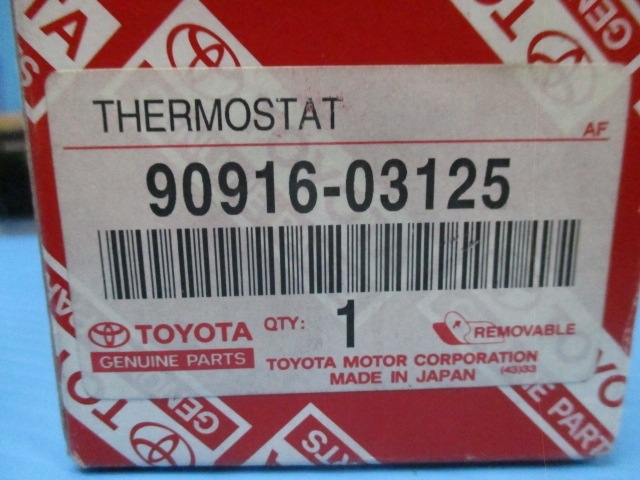 THERMOSTAT
AF
90916-03125
TOYOTA QTY: 1 REMOVABLE
GENUINE PARTS
TOYOTA MOTOR CORPORATION
MADE IN JAPAN (43)33